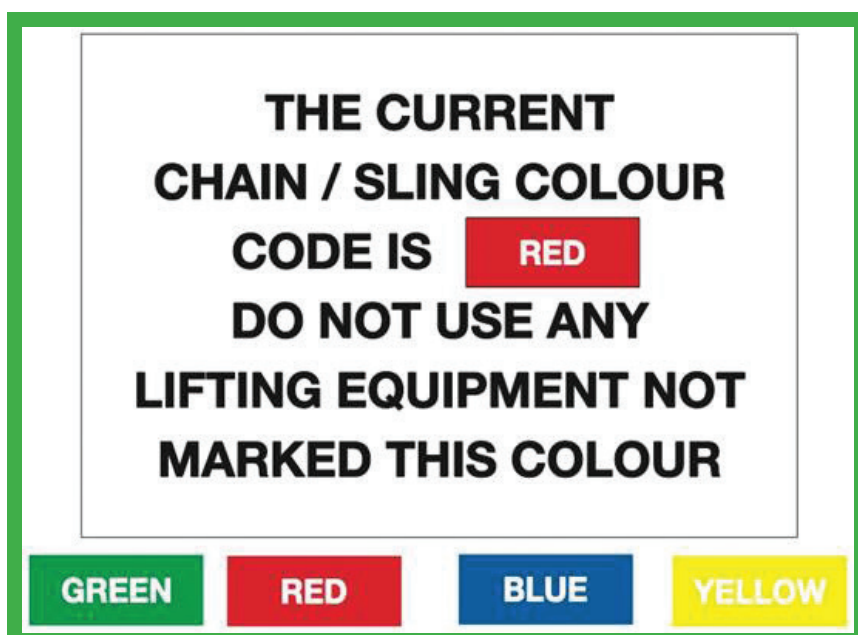 THE CURRENT
CHAIN / SLING COLOUR
CODE IS RED
DO NOT USE ANY
LIFTING EQUIPMENT NOT
MARKED THIS COLOUR
GREEN RED BLUE YELLOW